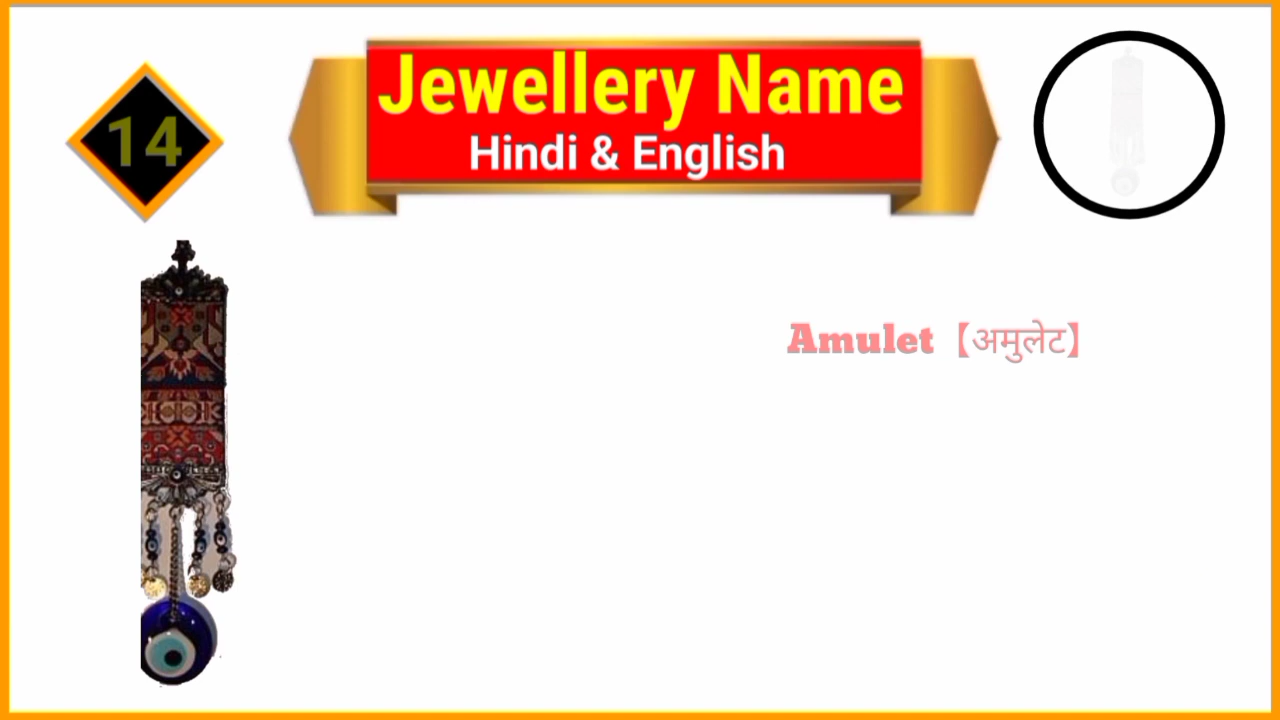 14
Jewellery Name
Hindi & English
Amulet【अमुलेट】